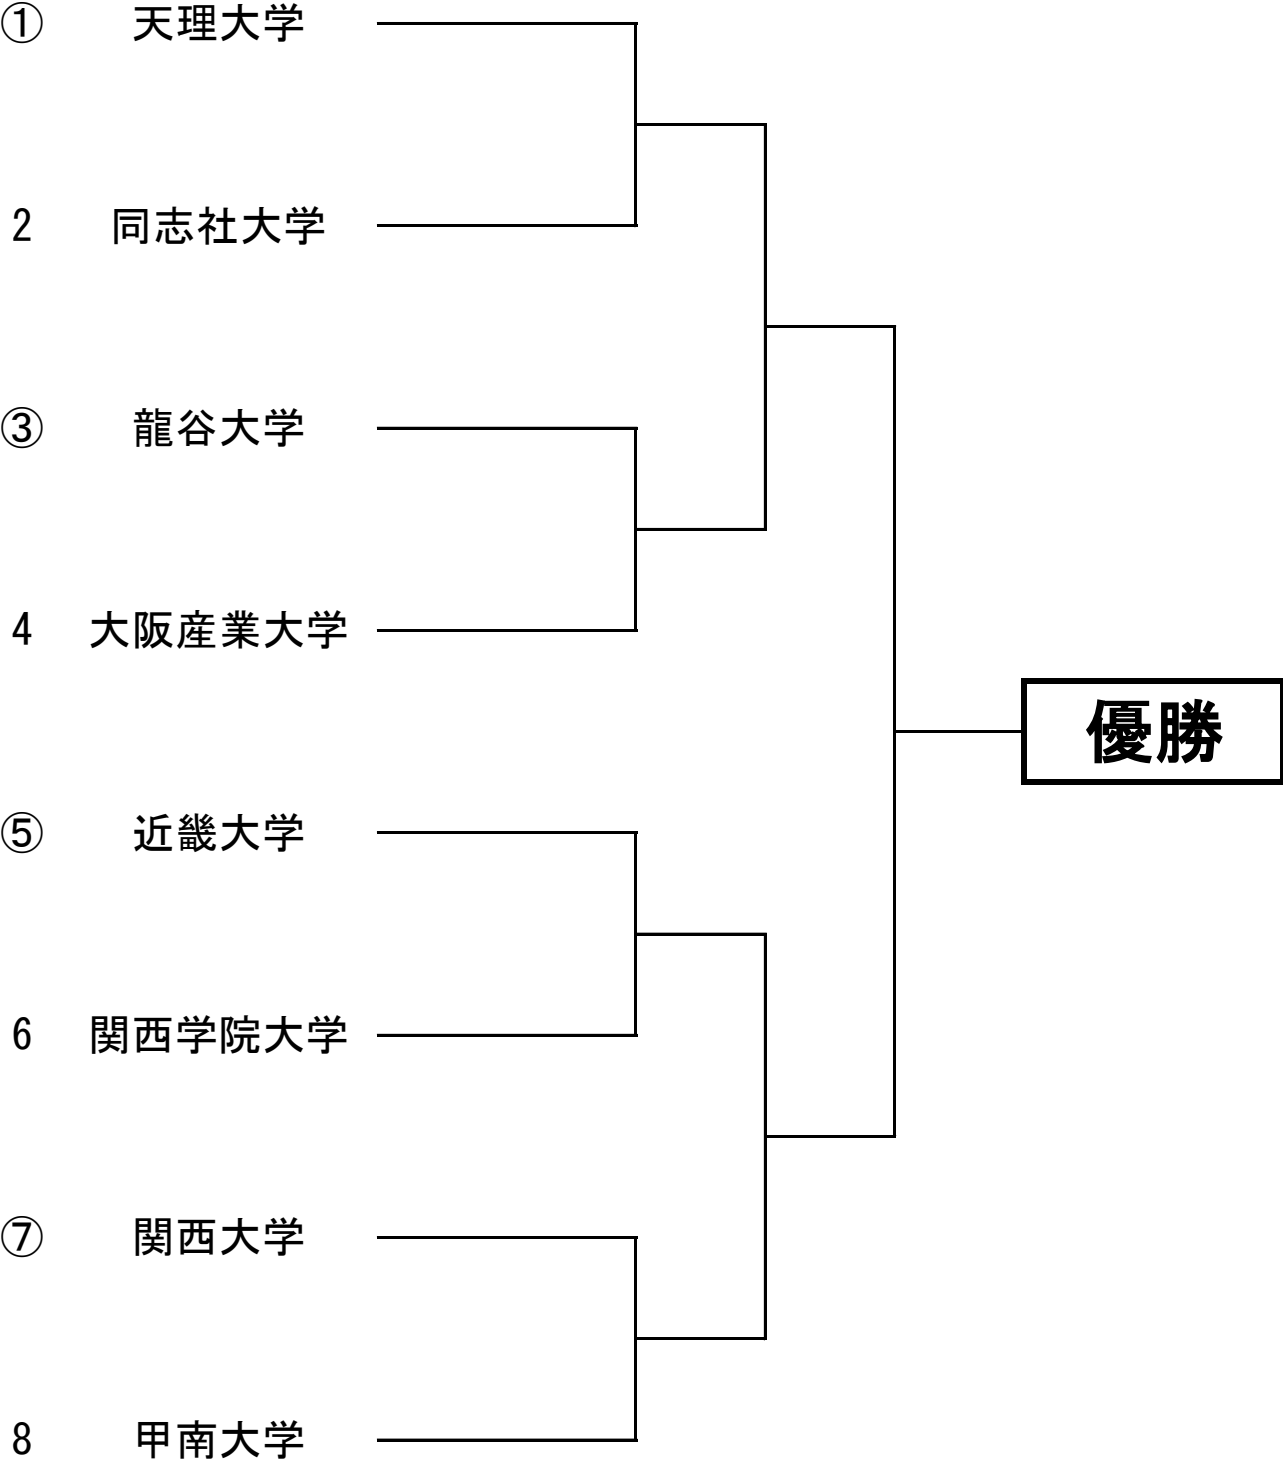 ① 天理大学
2 同志社大学
③ 龍谷大学
4 大阪産業大学
優勝
⑤ 近畿大学
6 関西学院大学
⑦ 関西大学
8 甲南大学